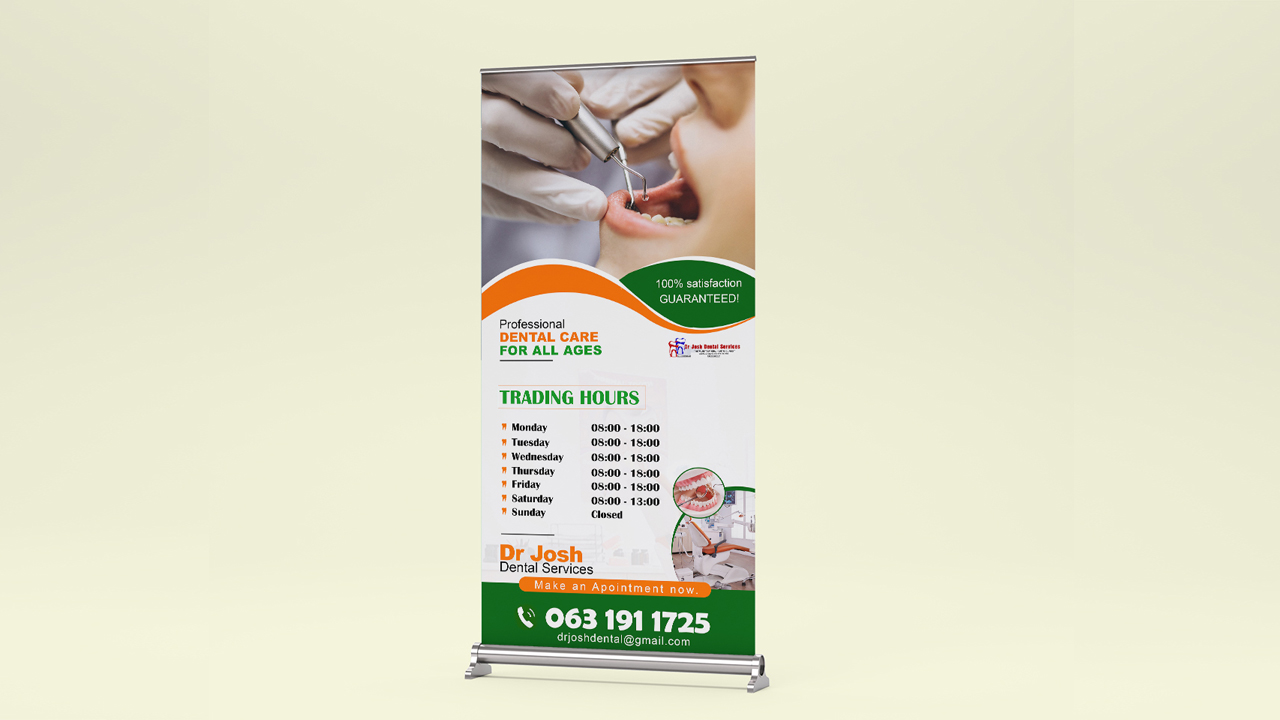 100% satisfaction
GUARANTEED!
Professional
DENTAL CARE
FOR ALL AGES
Dr Josh Dental Services
TRADING HOURS
Monday 08:00 - 18:00
Tuesday 08:00 - 18:00
Wednesday 08:00 - 18:00
Thursday 08:00 - 18:00
Friday 08:00 - 18:00
Saturday 08:00 - 13:00
Sunday Closed
Dr Josh
Dental Services
Make an Apointment now.
063 191 1725
drjoshdental@gmail.com